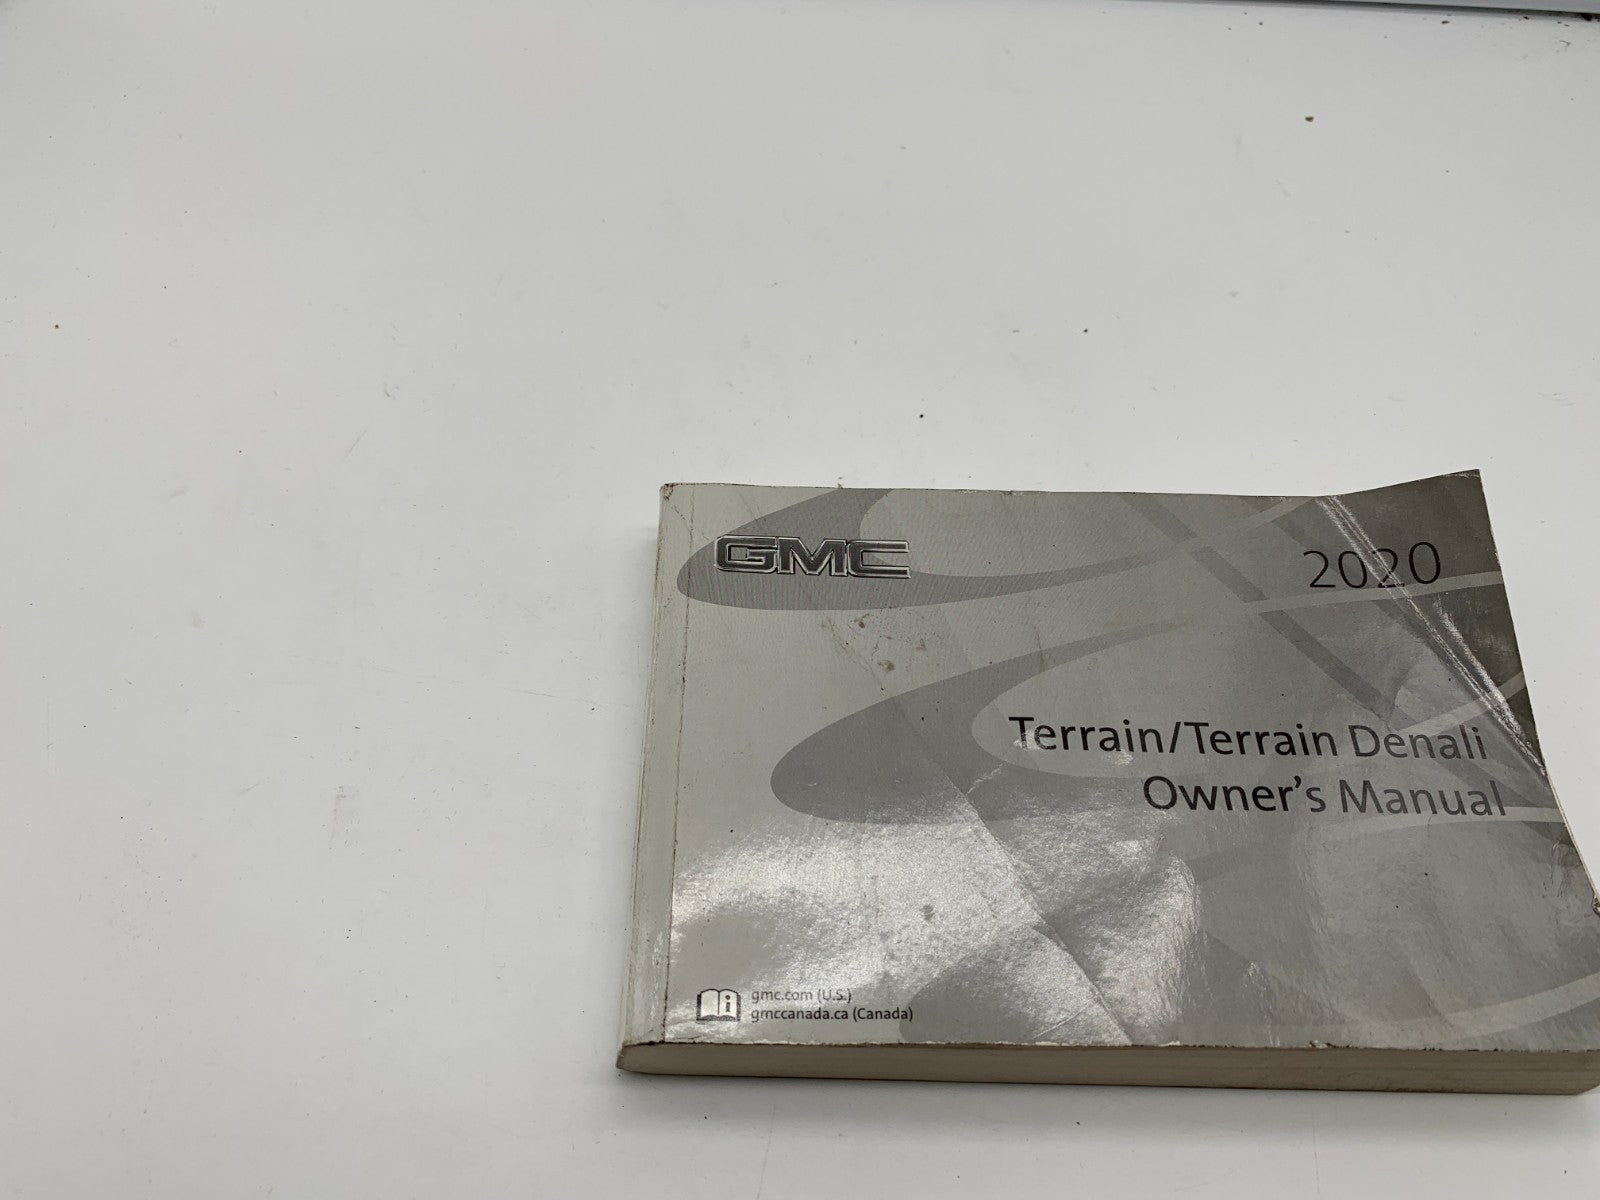 GMC
2020
Terrain/Terrain Denali
Owner's Manual
gmc.com (U.S.)
gmccanada.ca (Canada)